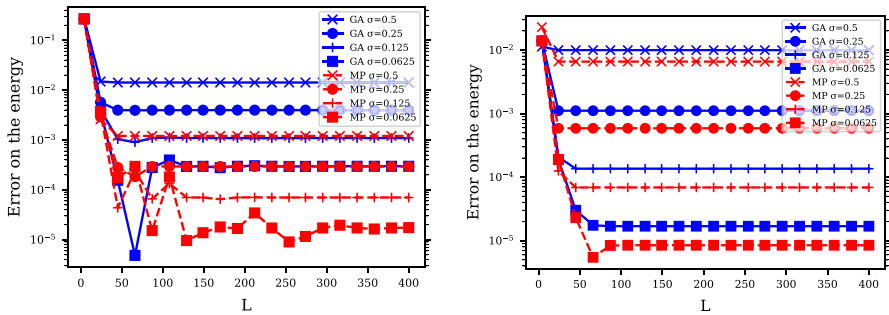 Error on the energy
10⁻¹
10⁻²
10⁻³
10⁻⁴
10⁻⁵
0 50 100 150 200 250 300 350 400
L
GA σ=0.5
GA σ=0.25
GA σ=0.125
GA σ=0.0625
MP σ=0.5
MP σ=0.25
MP σ=0.125
MP σ=0.0625
Error on the energy
10⁻²
10⁻³
10⁻⁴
10⁻⁵
0 50 100 150 200 250 300 350 400
L
GA σ=0.5
GA σ=0.25
GA σ=0.125
GA σ=0.0625
MP σ=0.5
MP σ=0.25
MP σ=0.125
MP σ=0.0625